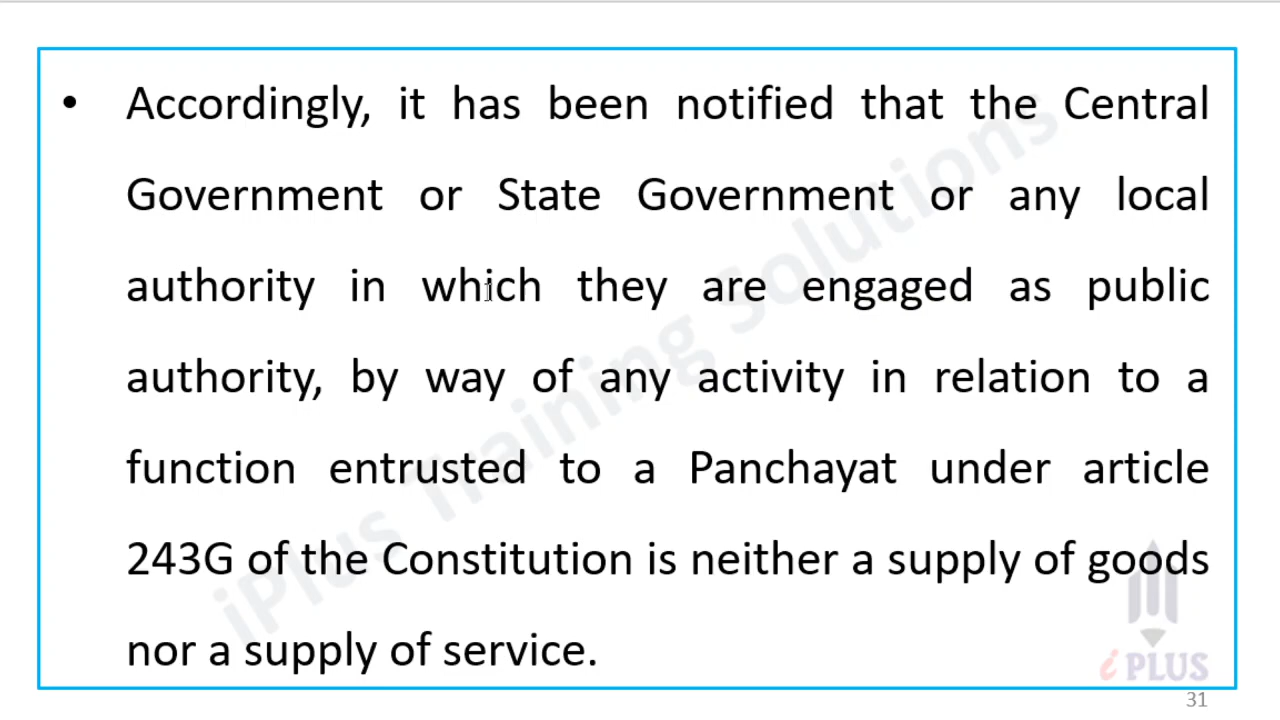 • Accordingly, it has been notified that the Central
Government or State Government or any local
authority in which they are engaged as public
authority, by way of any activity in relation to a
function entrusted to a Panchayat under article
243G of the Constitution is neither a supply of goods
nor a supply of service.
iPlus Training Solutions
i PLUS
31